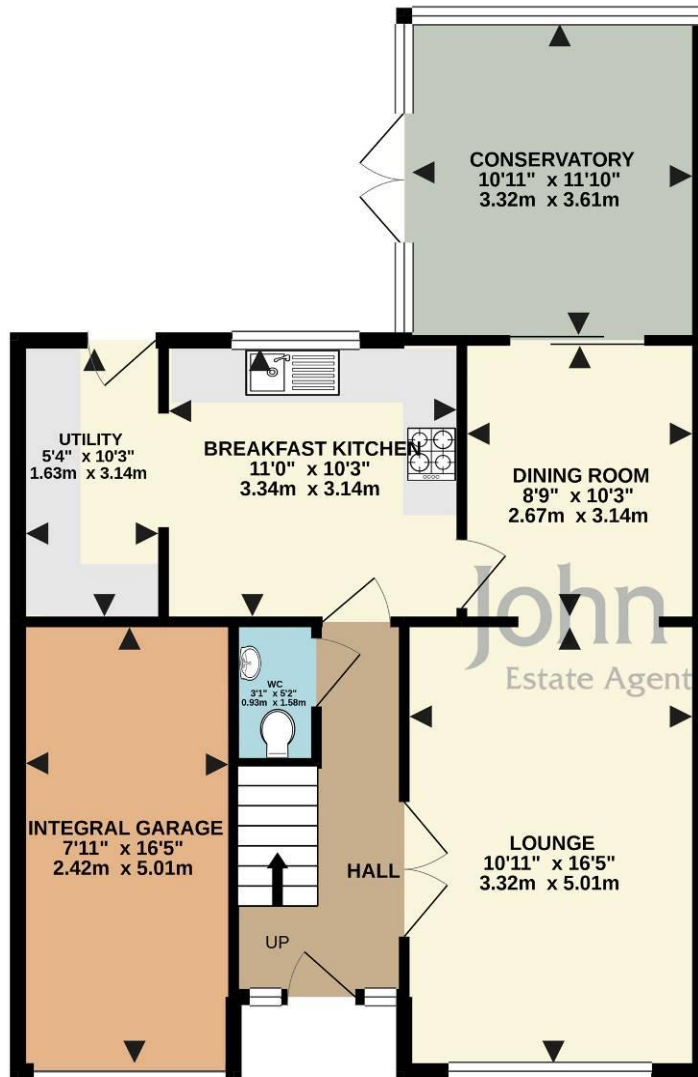 CONSERVATORY
10'11" x 11'10"
3.32m x 3.61m
UTILITY
5'4" x 10'3"
1.63m x 3.14m
BREAKFAST KITCHEN
11'0" x 10'3"
3.34m x 3.14m
DINING ROOM
8'9" x 10'3"
2.67m x 3.14m
John
Estate Agent
WC
3'1" x 5'2"
0.93m x 1.58m
INTEGRAL GARAGE
7'11" x 16'5"
2.42m x 5.01m
HALL
LOUNGE
10'11" x 16'5"
3.32m x 5.01m
UP